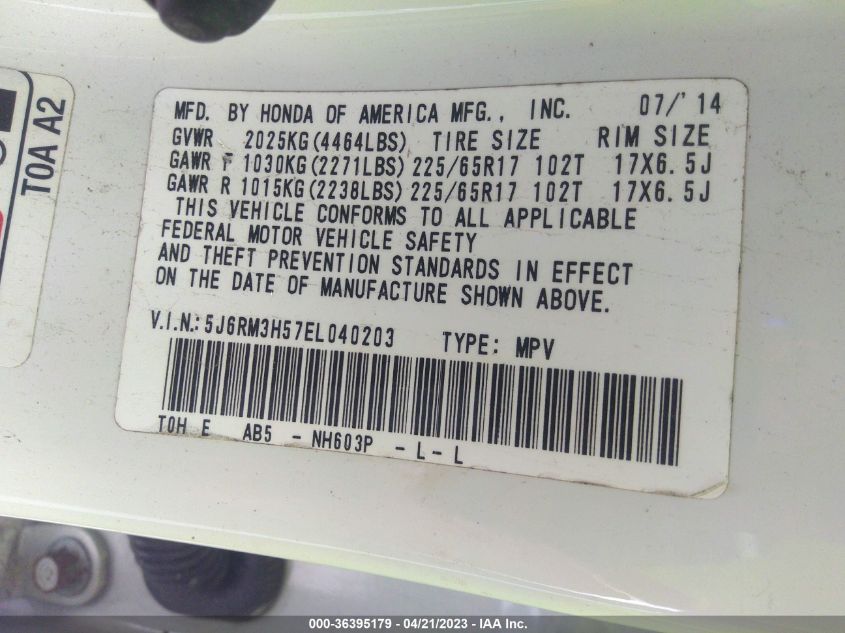 T0A A2
MFD. BY HONDA OF AMERICA MFG., INC. 07/'14
GVWR 2025KG(4464LBS) TIRE SIZE RIM SIZE
GAWR F 1030KG(2271LBS) 225/65R17 102T 17X6.5J
GAWR R 1015KG(2238LBS) 225/65R17 102T 17X6.5J
THIS VEHICLE CONFORMS TO ALL APPLICABLE
FEDERAL MOTOR VEHICLE SAFETY
AND THEFT PREVENTION STANDARDS IN EFFECT
ON THE DATE OF MANUFACTURE SHOWN ABOVE.
V.I.N.: 5J6RM3H57EL040203 TYPE: MPV
T0H E AB5 - NH603P - L - L
000-36395179 - 04/21/2023 - IAA Inc.